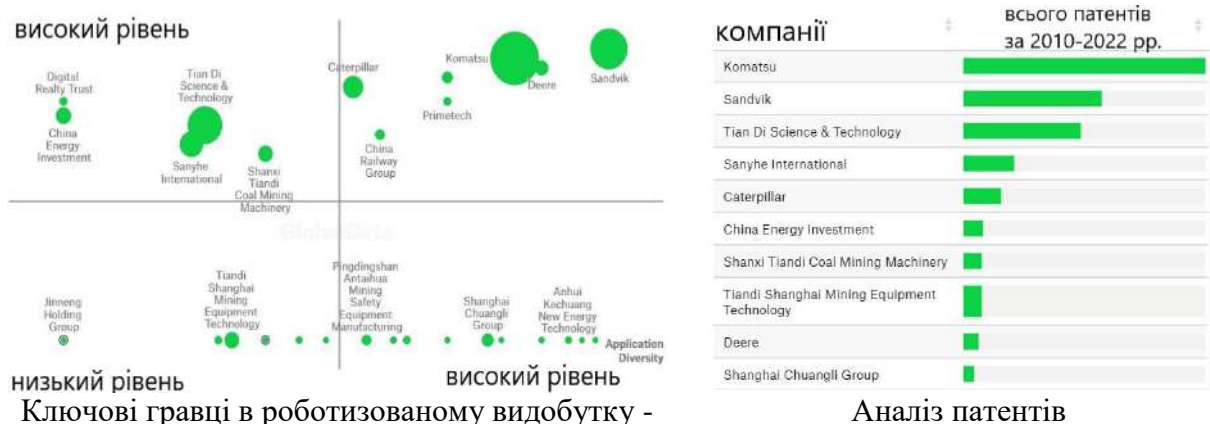 високий рівень
Digital
Realty Trust
China
Energy
Investment
Tian Di
Science &
Technology
Sanyhe
International
Shanxi
Tiandi
Coal Mining
Machinery
Caterpillar
China
Railway
Group
Komatsu
Deere
Primetech
Sandvik
GlobalData
Jinneng
Holding
Group
Tiandi
Shanghai
Mining
Equipment
Technology
Pingdingshan
Antaihua
Mining
Safety
Equipment
Manufacturing
Shanghai
Chuangli
Group
Anhui
Kechuang
New Energy
Technology
Application
Diversity
низький рівень
високий рівень
Ключові гравці в роботизованому видобутку -
компанії
всього патентів
за 2010-2022 рр.
Komatsu
Sandvik
Tian Di Science & Technology
Sanyhe International
Caterpillar
China Energy Investment
Shanxi Tiandi Coal Mining Machinery
Tiandi Shanghai Mining Equipment
Technology
Deere
Shanghai Chuangli Group
Аналіз патентів